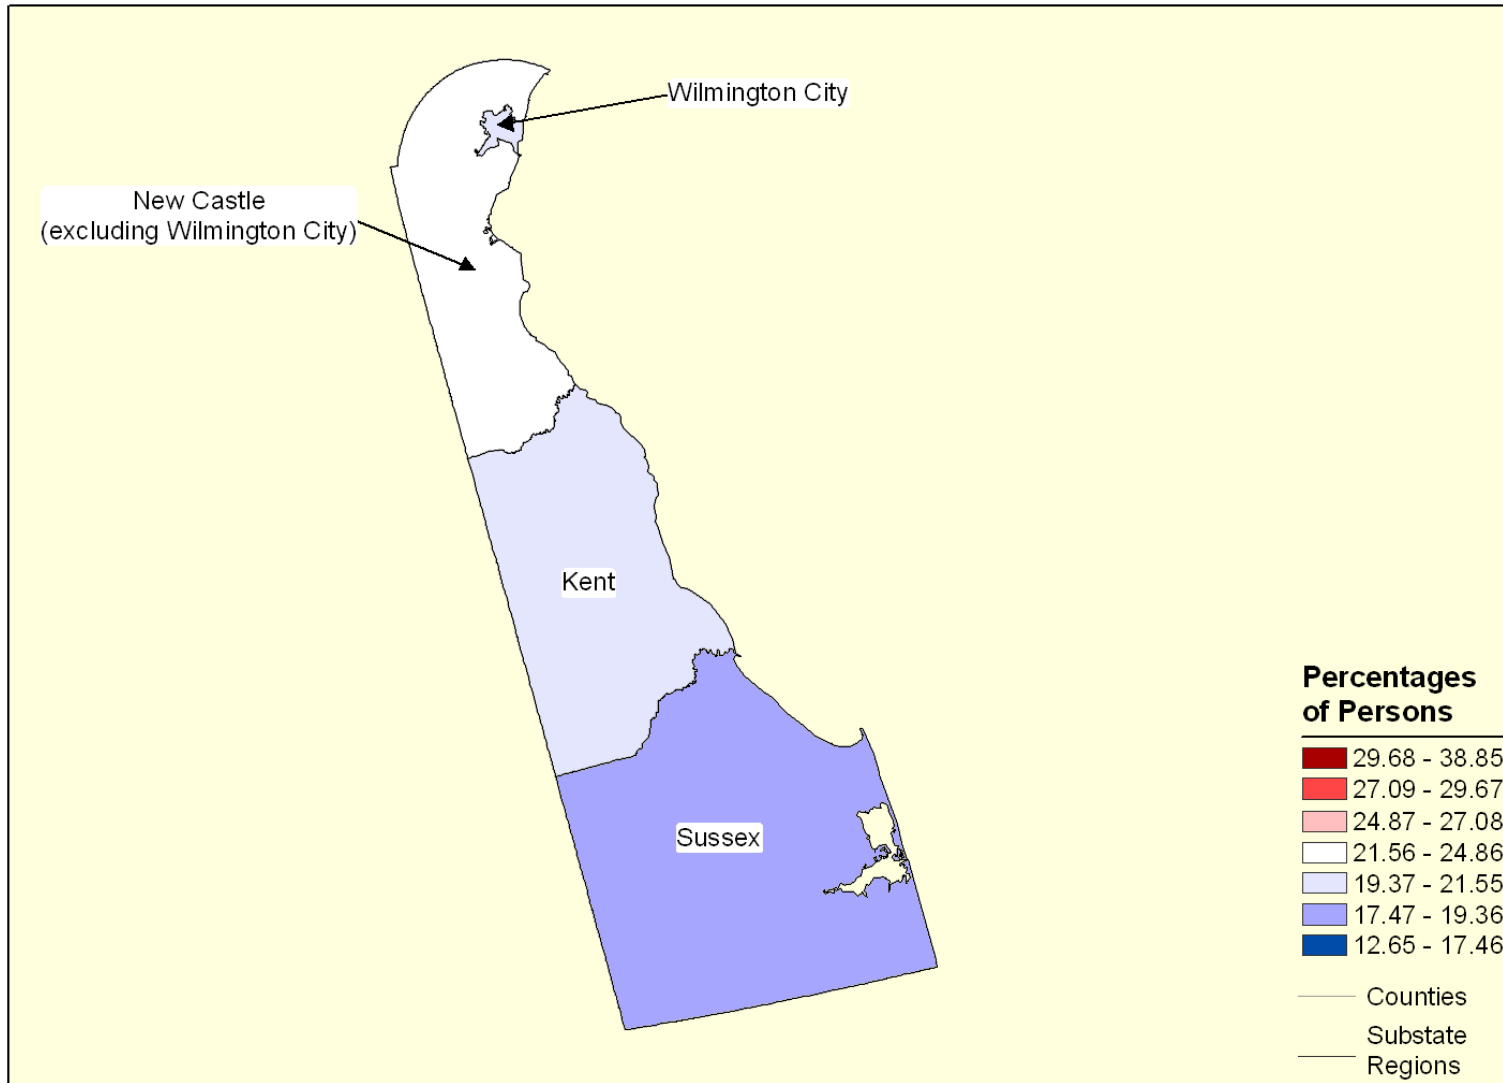 Wilmington City
New Castle
(excluding Wilmington City)
Kent
Sussex
Percentages
of Persons
29.68 - 38.85
27.09 - 29.67
24.87 - 27.08
21.56 - 24.86
19.37 - 21.55
17.47 - 19.36
12.65 - 17.46
Counties
Substate
Regions